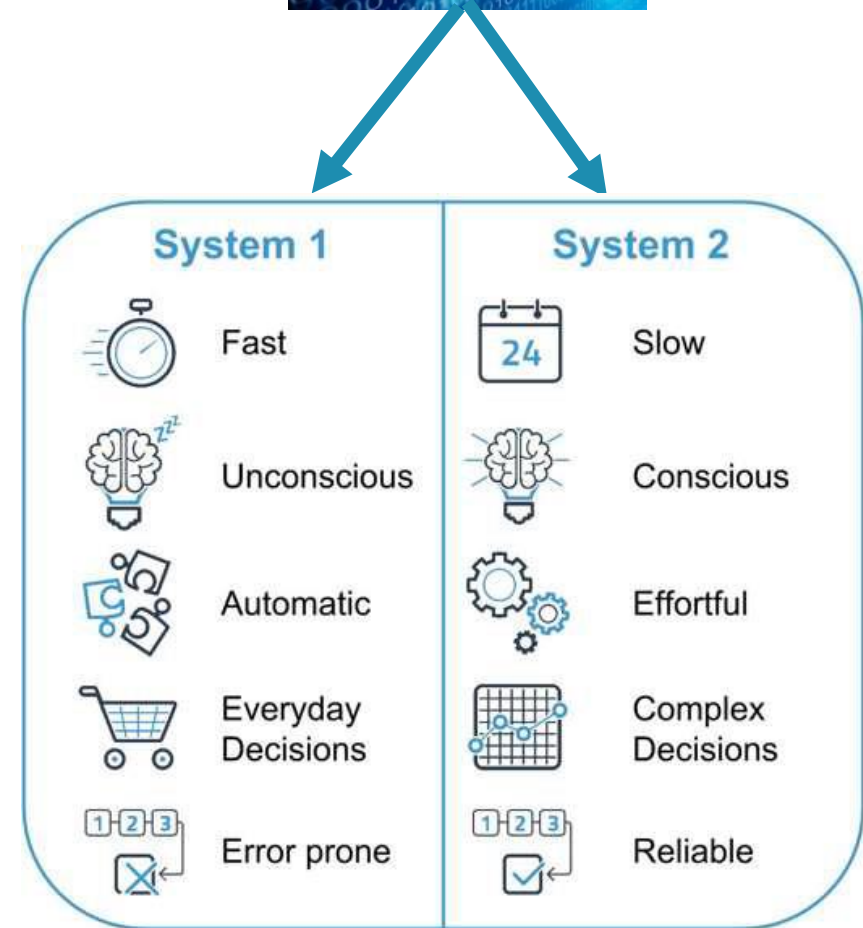 System 1
System 2
Fast
24
Slow
zzz
Unconscious
Conscious
Automatic
Effortful
Everyday
Decisions
Complex
Decisions
1 2 3
Error prone
1 2 3
Reliable